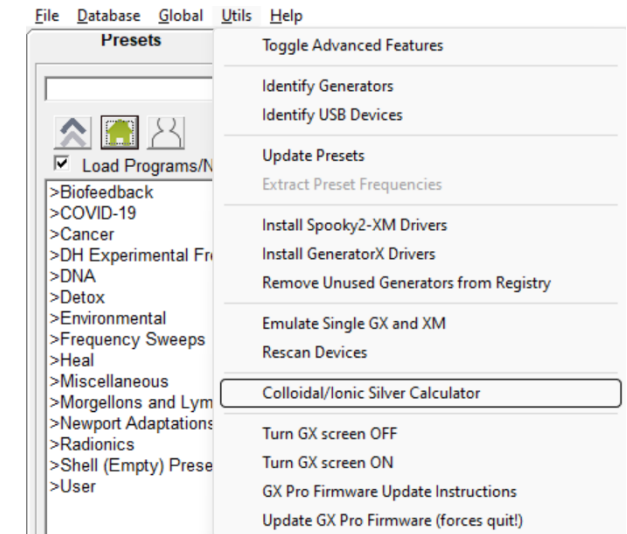 File Database Global Utils Help
Presets
Toggle Advanced Features
Identify Generators
Identify USB Devices
Load Programs/N
Update Presets
Extract Preset Frequencies
>Biofeedback
>COVID-19
>Cancer
>DH Experimental Fr
>DNA
>Detox
>Environmental
>Frequency Sweeps
>Heal
>Miscellaneous
>Morgellons and Lym
>Newport Adaptations
>Radionics
>Shell (Empty) Prese
>User
Install Spooky2-XM Drivers
Install GeneratorX Drivers
Remove Unused Generators from Registry
Emulate Single GX and XM
Rescan Devices
Colloidal/Ionic Silver Calculator
Turn GX screen OFF
Turn GX screen ON
GX Pro Firmware Update Instructions
Update GX Pro Firmware (forces quit!)